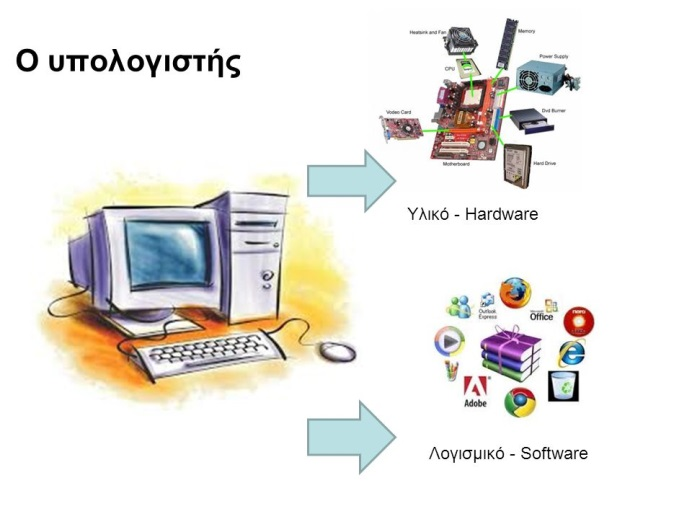 Ο υπολογιστής
Heatsink and Fan
Memory
CPU
Power Supply
Dvd Burner
Video Card
Motherboard
Hard Drive
Υλικό - Hardware
Outlook
Express
Office
nero
Adobe
Λογισμικό - Software